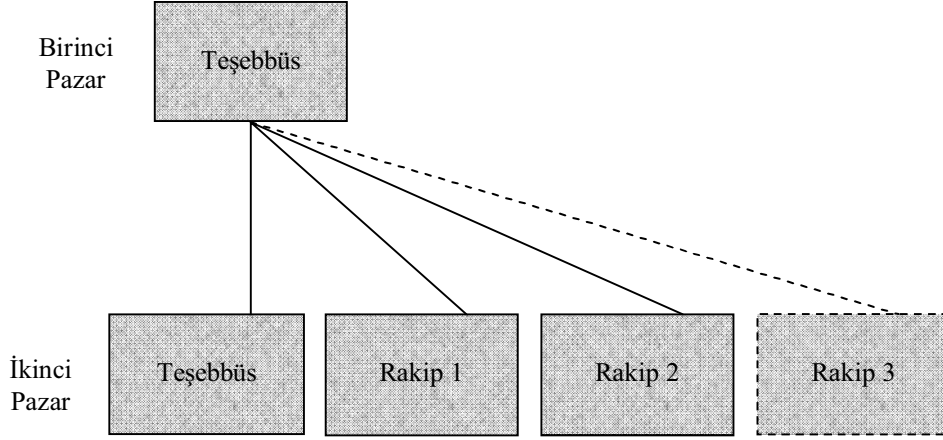 Birinci
Pazar
Teşebbüs
İkinci
Pazar
Teşebbüs
Rakip 1
Rakip 2
Rakip 3